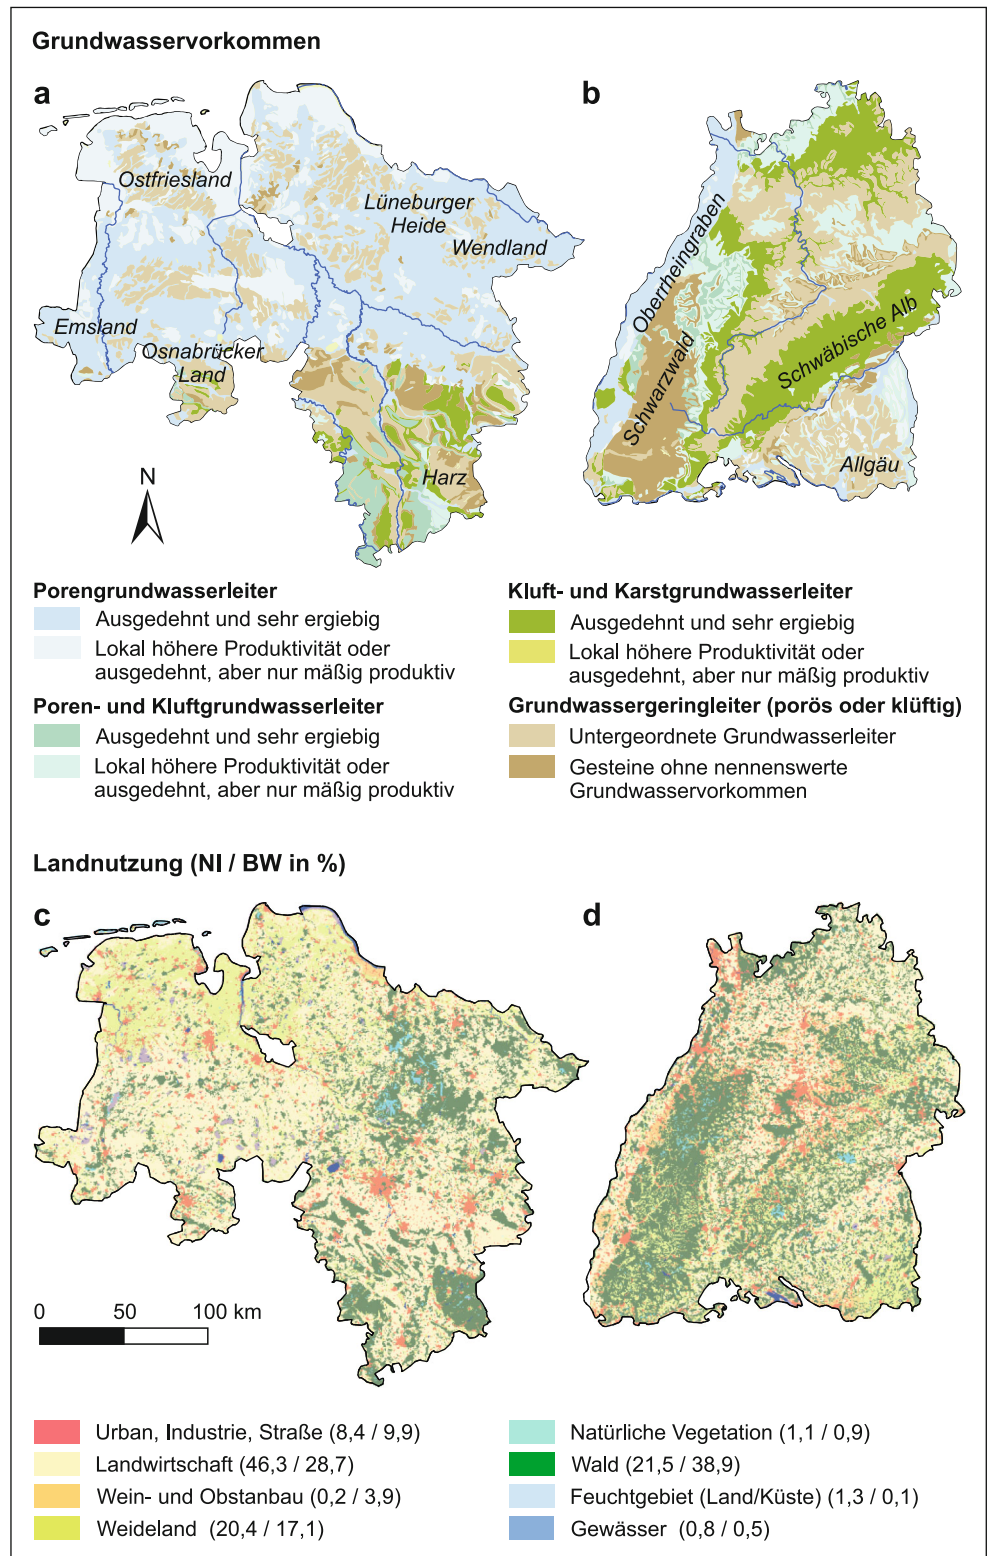 Grundwasservorkommen
a
b
Ostfriesland
Lüneburger
Heide
Wendland
Emsland
Osnabrücker
Land
Harz
Oberrheingraben
Schwarzwald
Schwäbische Alb
Allgäu
N
Porengrundwasserleiter
Ausgedehnt und sehr ergiebig
Lokal höhere Produktivität oder
ausgedehnt, aber nur mäßig produktiv
Poren- und Kluftgrundwasserleiter
Ausgedehnt und sehr ergiebig
Lokal höhere Produktivität oder
ausgedehnt, aber nur mäßig produktiv
Kluft- und Karstgrundwasserleiter
Ausgedehnt und sehr ergiebig
Lokal höhere Produktivität oder
ausgedehnt, aber nur mäßig produktiv
Grundwassergeringleiter (porös oder klüftig)
Untergeordnete Grundwasserleiter
Gesteine ohne nennenswerte
Grundwasservorkommen
Landnutzung (NI / BW in %)
c
d
0 50 100 km
Urban, Industrie, Straße (8,4 / 9,9)
Landwirtschaft (46,3 / 28,7)
Wein- und Obstanbau (0,2 / 3,9)
Weideland (20,4 / 17,1)
Natürliche Vegetation (1,1 / 0,9)
Wald (21,5 / 38,9)
Feuchtgebiet (Land/Küste) (1,3 / 0,1)
Gewässer (0,8 / 0,5)